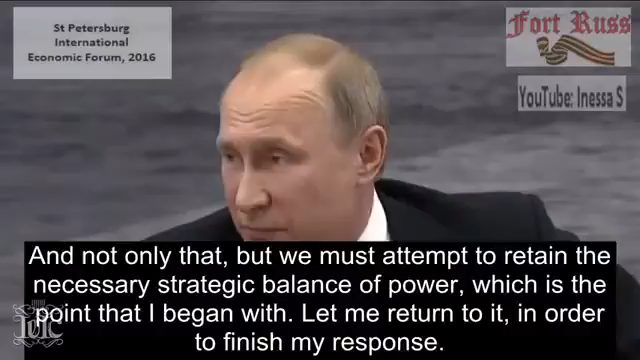 St Petersburg
International
Economic Forum, 2016
Fort Russ
YouTube: Inessa S
And not only that, but we must attempt to retain the
necessary strategic balance of power, which is the
point that I began with. Let me return to it, in order
to finish my response.